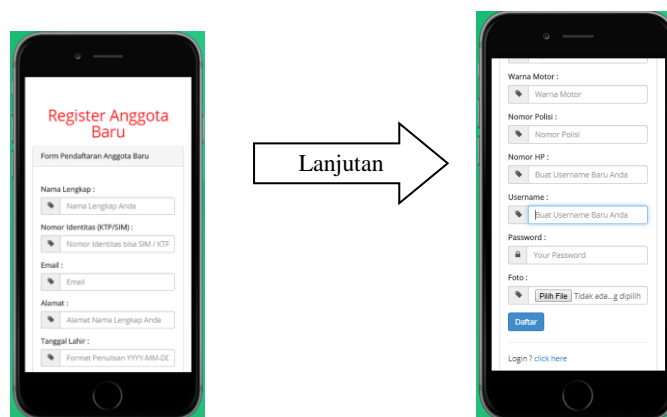 Register Anggota
Baru
Form Pendaftaran Anggota Baru
Nama Lengkap :
Nama Lengkap Anda
Nomor Identitas (KTP/SIM) :
Nomor Identitas bisa SIM / KTP
Email :
Email
Alamat :
Alamat Nama Lengkap Anda
Tanggal Lahir :
Format Penulisan YYYY-MM-DD
Lanjutan
Warna Motor :
Warna Motor
Nomor Polisi :
Nomor Polisi
Nomor HP :
Buat Username Baru Anda
Username :
Buat Username Baru Anda
Password :
Your Password
Foto :
Pilih File Tidak ada...g dipilih
Daftar
Login ? click here